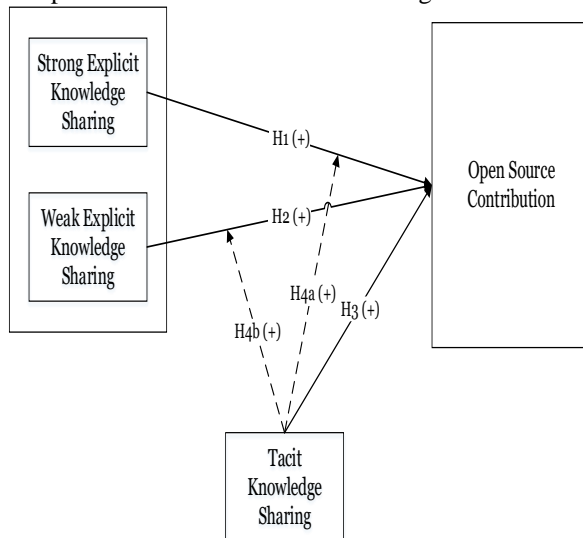 Strong Explicit
Knowledge
Sharing
H1 (+)
Open Source
Contribution
Weak Explicit
Knowledge
Sharing
H2 (+)
H4a (+)
H3 (+)
H4b (+)
Tacit
Knowledge
Sharing